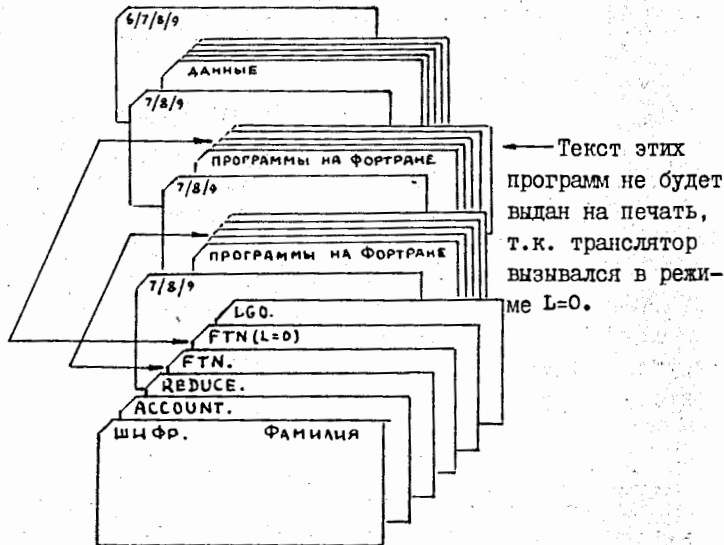 6/7/8/9
ДАННЫЕ
7/8/9
ПРОГРАММЫ НА ФОРТРАНЕ
7/8/9
ПРОГРАММЫ НА ФОРТРАНЕ
7/8/9
LGO.
FTN(L=0)
FTN.
REDUCE.
ACCOUNT.
ШИФР. ФАМИЛИЯ
Текст этих
программ не будет
выдан на печать,
т.к. транслятор
вызывался в режи-
ме L=0.